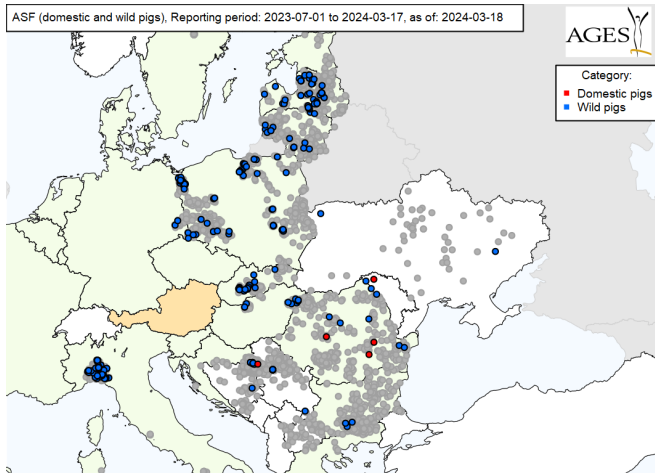 ASF (domestic and wild pigs), Reporting period: 2023-07-01 to 2024-03-17, as of: 2024-03-18
AGES
Category:
Domestic pigs
Wild pigs